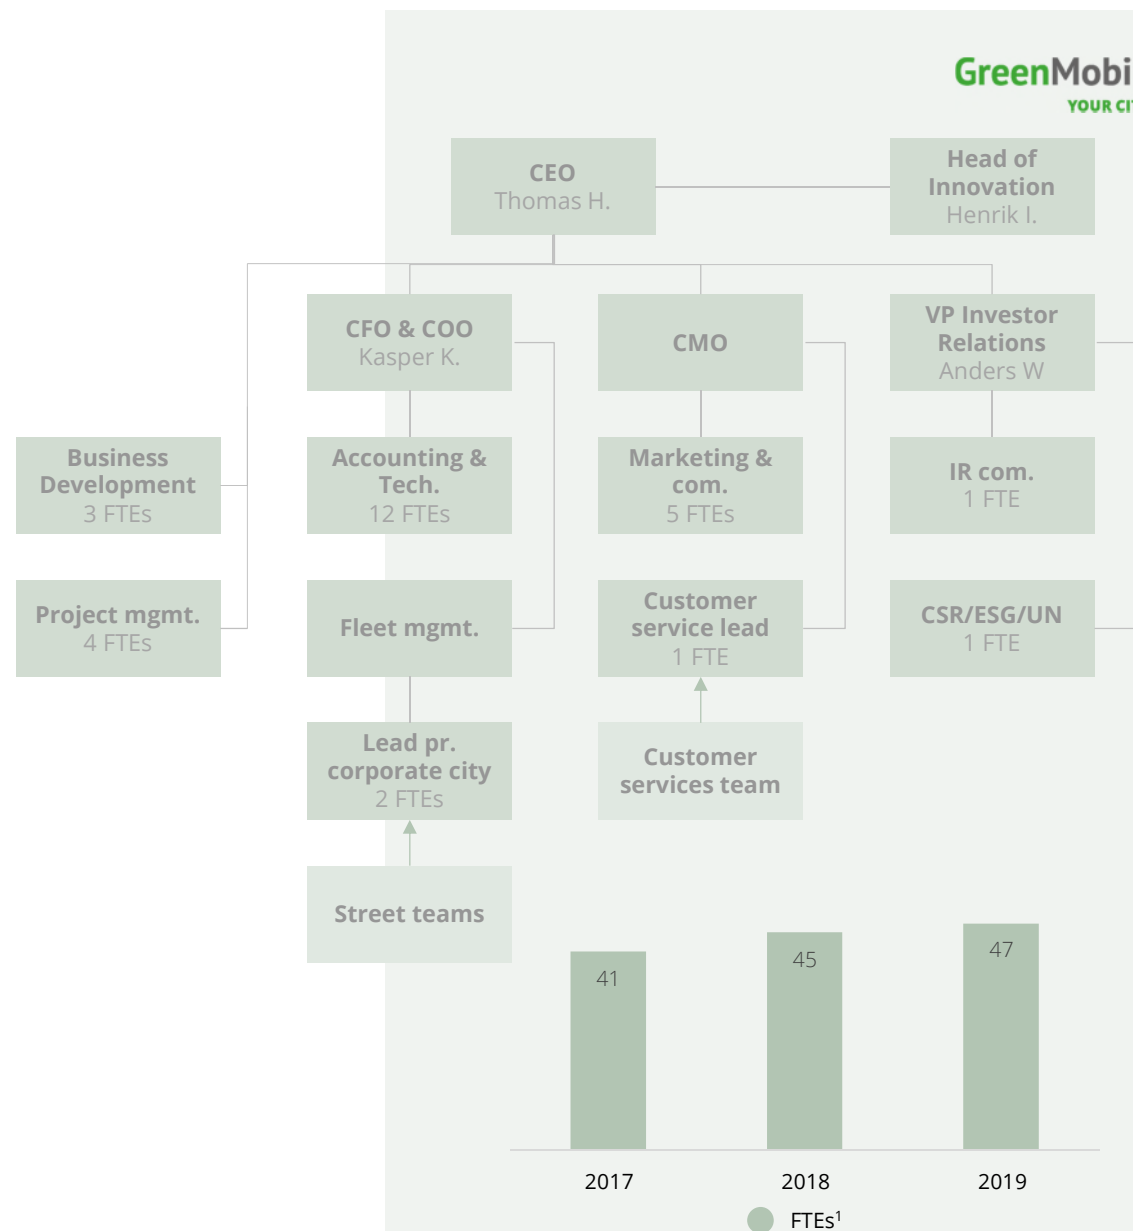 GreenMobi
YOUR CIT
CEO
Thomas H.
Head of
Innovation
Henrik I.
CFO & COO
Kasper K.
CMO
VP Investor
Relations
Anders W
Business
Development
3 FTEs
Accounting &
Tech.
12 FTEs
Marketing &
com.
5 FTEs
IR com.
1 FTE
Project mgmt.
4 FTEs
Fleet mgmt.
Customer
service lead
1 FTE
CSR/ESG/UN
1 FTE
Lead pr.
corporate city
2 FTEs
Customer
services team
Street teams
41
45
47
2017
2018
2019
FTEs¹